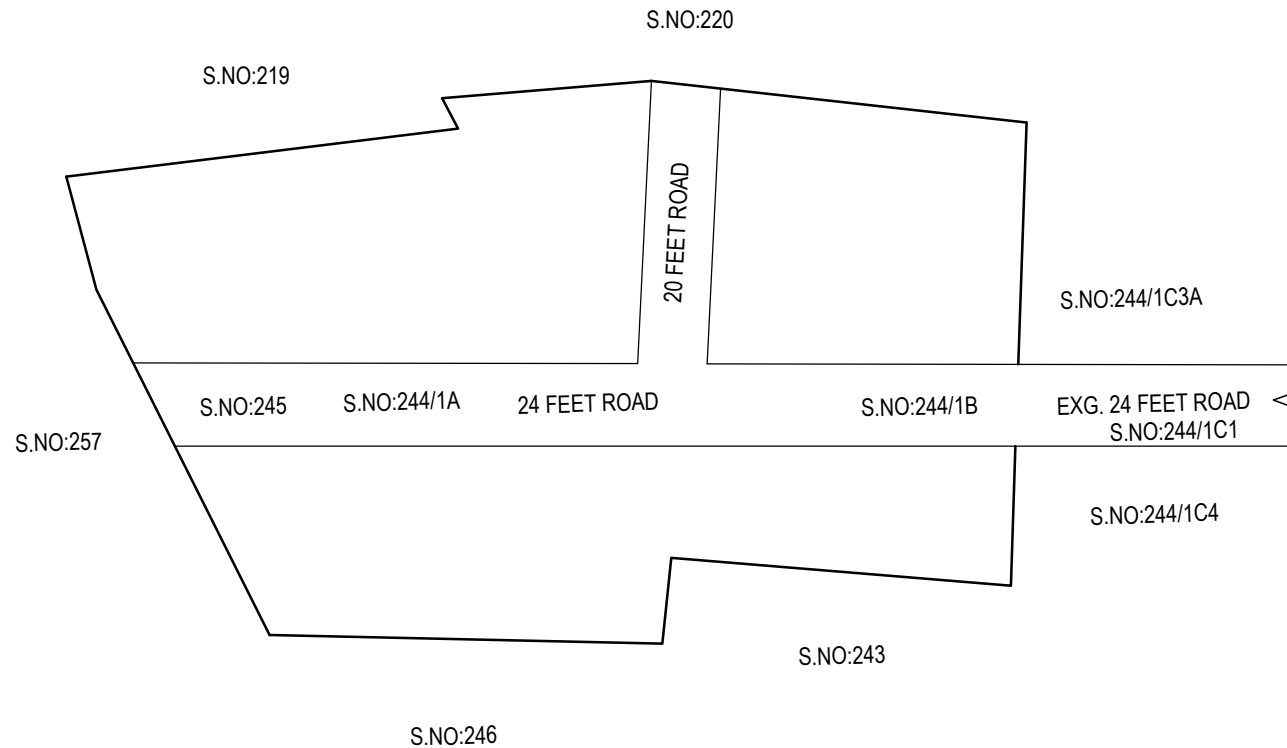 S.NO:220
S.NO:219
20 FEET ROAD
S.NO:244/1C3A
S.NO:245
S.NO:244/1A
24 FEET ROAD
S.NO:244/1B
EXG. 24 FEET ROAD
S.NO:244/1C1
S.NO:257
S.NO:244/1C4
S.NO:243
S.NO:246